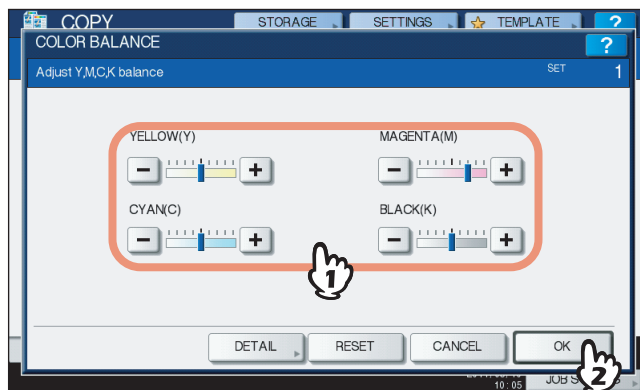 COPY STORAGE SETTINGS TEMPLATE ?
COLOR BALANCE ?
Adjust Y,M,C,K balance SET 1
YELLOW(Y) MAGENTA(M)
- + - +
CYAN(C) BLACK(K)
- + - +
1
DETAIL RESET CANCEL OK
2
10:05 JOB S